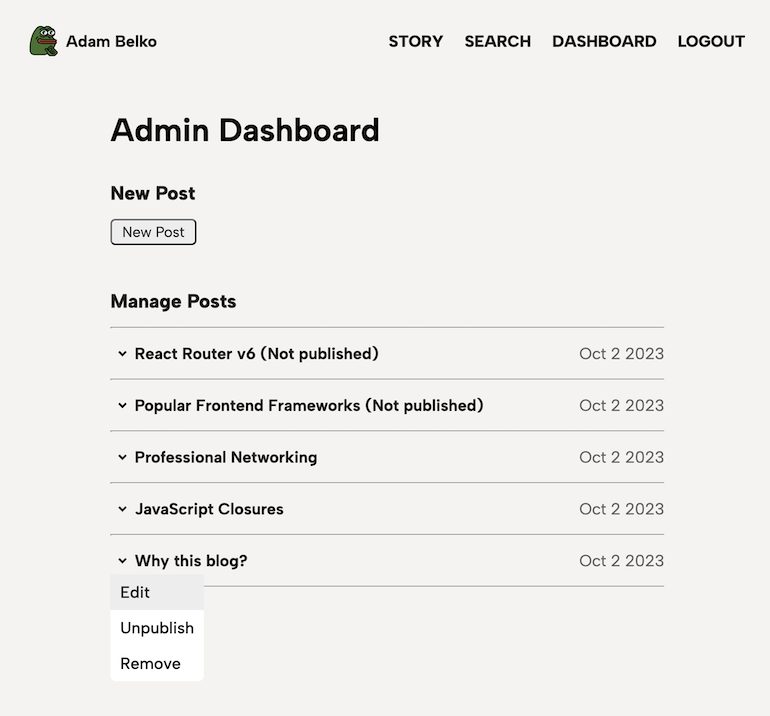 Adam Belko STORY SEARCH DASHBOARD LOGOUT
Admin Dashboard
New Post
New Post
Manage Posts
React Router v6 (Not published) Oct 2 2023
Popular Frontend Frameworks (Not published) Oct 2 2023
Professional Networking Oct 2 2023
JavaScript Closures Oct 2 2023
Why this blog? Oct 2 2023
Edit
Unpublish
Remove